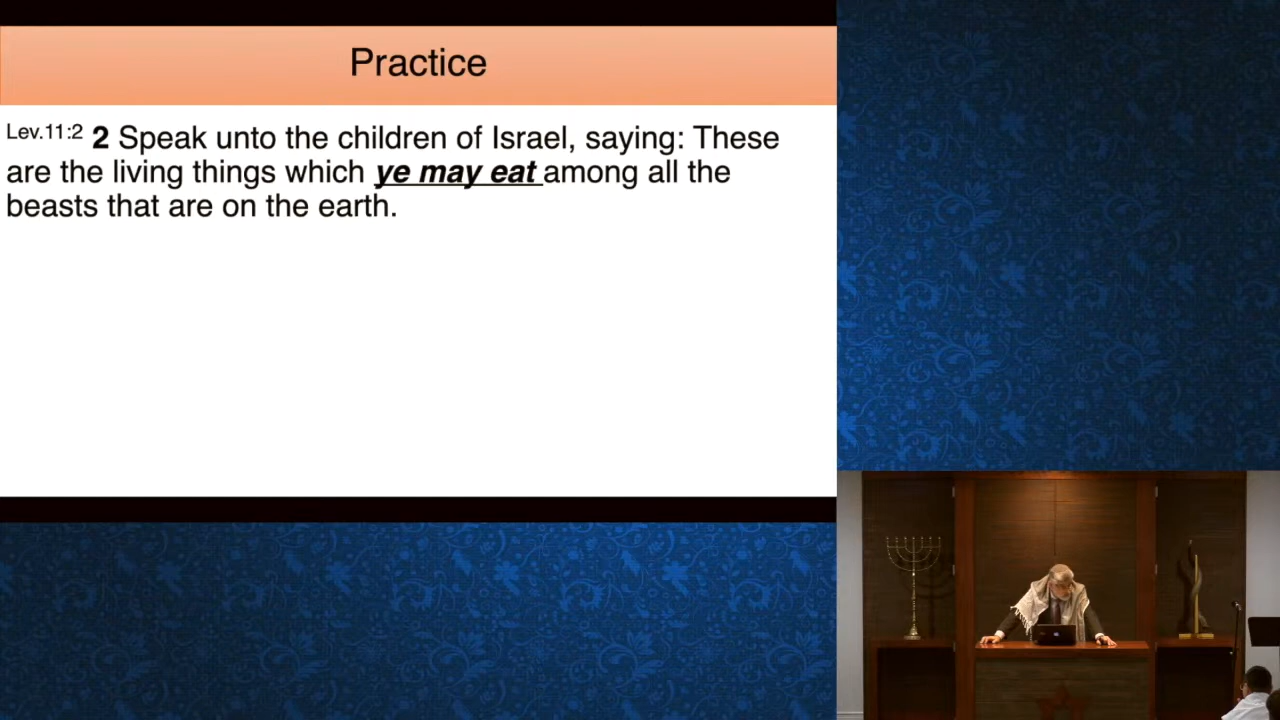 Practice
Lev.11:2 2 Speak unto the children of Israel, saying: These
are the living things which ye may eat among all the
beasts that are on the earth.